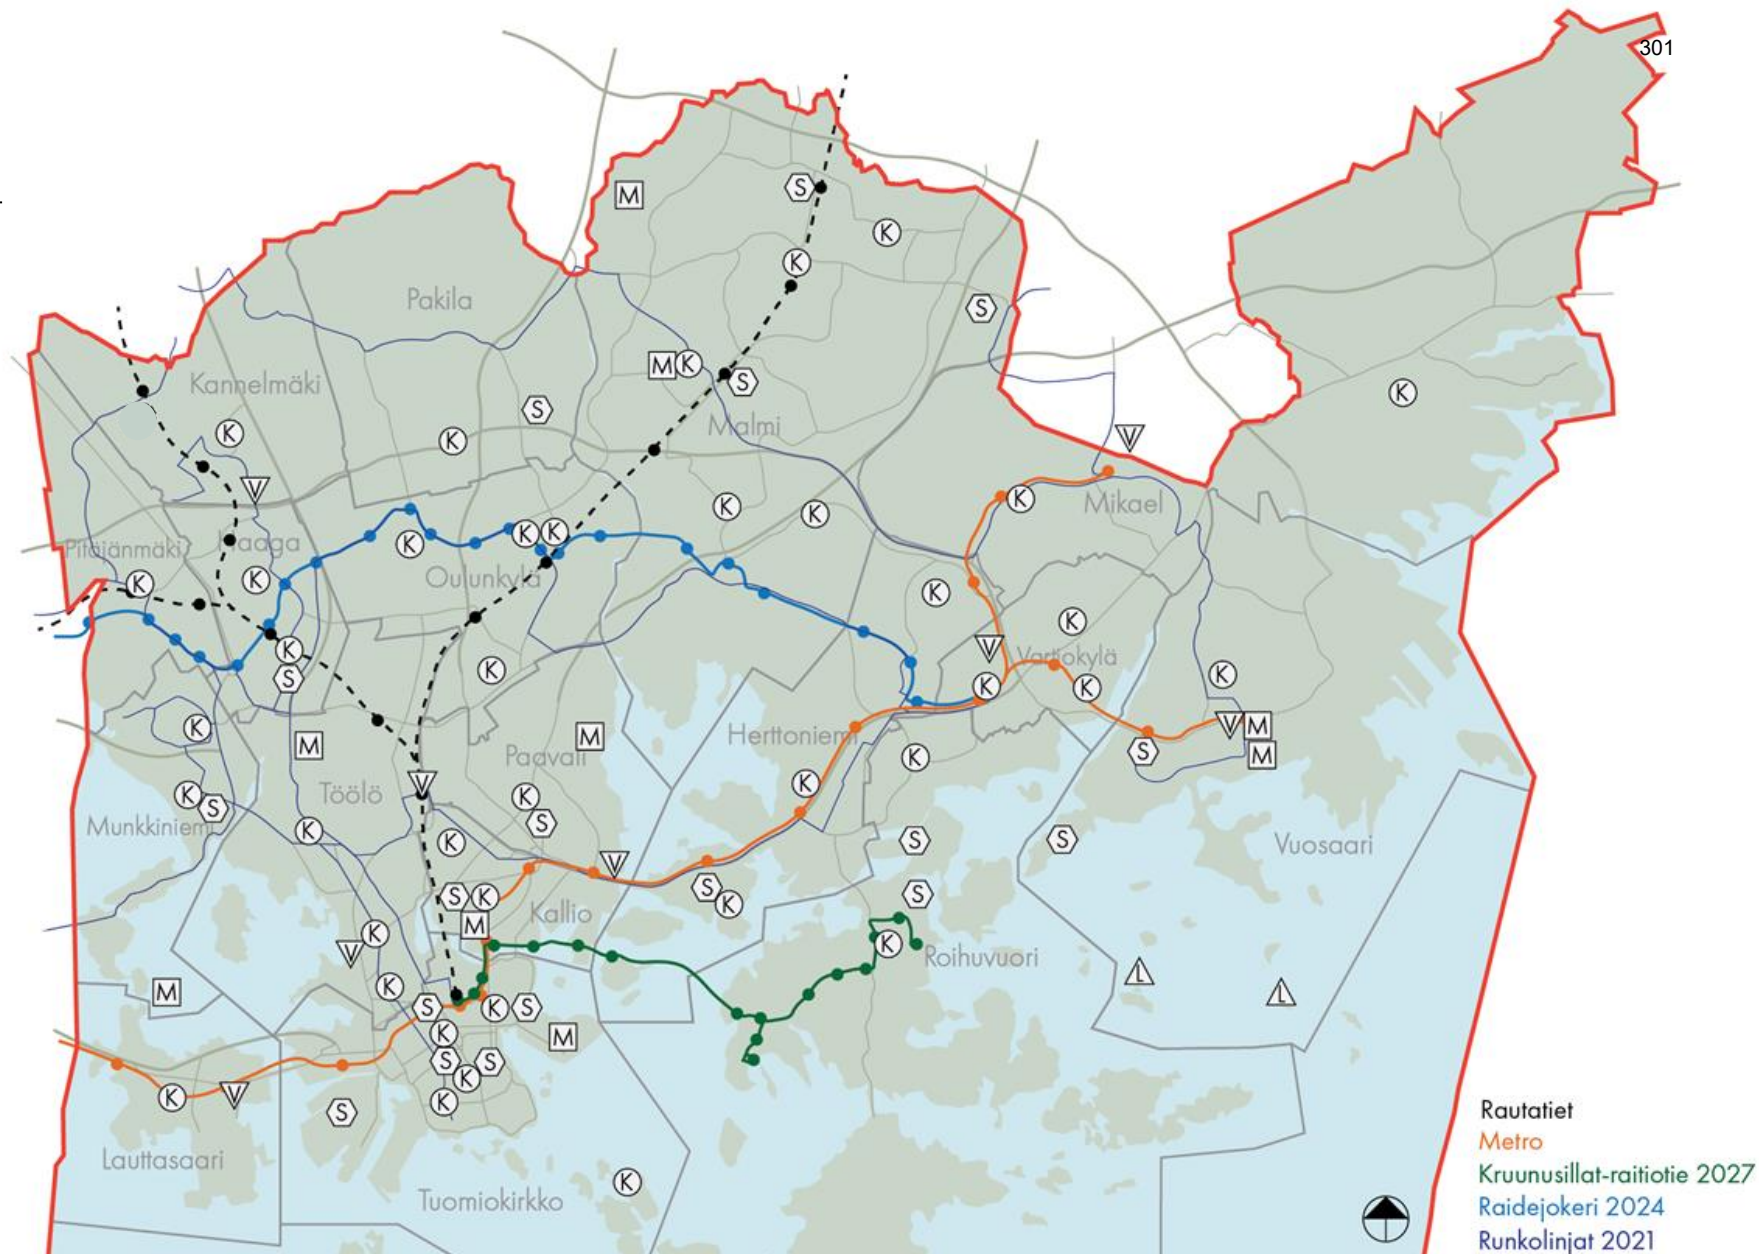 301
S
M
K
K
S
Pakila
M K
S
Kannelmäki
K
S
Malmi
K
K
V
V
K
Mikael
K
K
Pitäjänmäki
Haaga
K
K
K
K
K
Oulunkylä
K
K
K
S
V
Vartiokylä
K
K
K
K
K
M
Herttoniemi
M
Paavali
V M
S
M
K
Töölö
V
K
S
K
Munkkiniemi
K
S
K
K
S
S
Vuosaari
V
S
K
S K
S
Kallio
M
K
V
K
Roihuvuori
L
L
M
K
S
K S
K
M
S
S
K
K
K
V
S
Lauttasaari
K
Tuomiokirkko
Rautatiet
Metro
Kruunusillat-raitiotie 2027
Raidejokeri 2024
Runkolinjat 2021